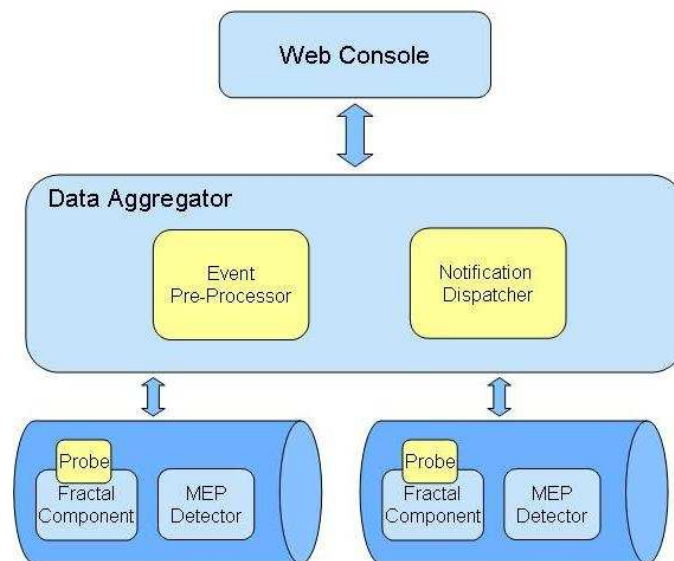 Web Console
Data Aggregator
Event
Pre-Processor
Notification
Dispatcher
Probe
Fractal
Component
MEP
Detector
Probe
Fractal
Component
MEP
Detector